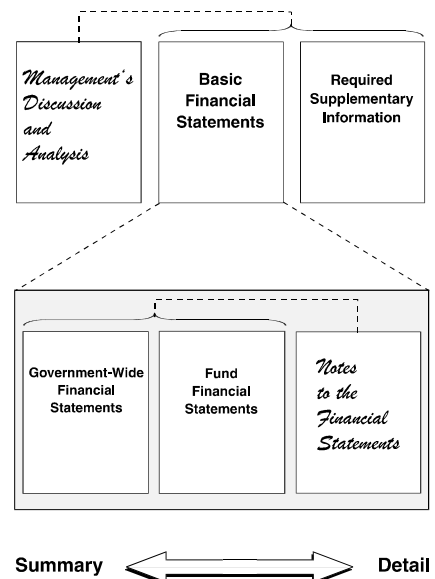 Management's
Discussion
and
Analysis
Basic
Financial
Statements
Required
Supplementary
Information
Government-Wide
Financial
Statements
Fund
Financial
Statements
Notes
to the
Financial
Statements
Summary
Detail